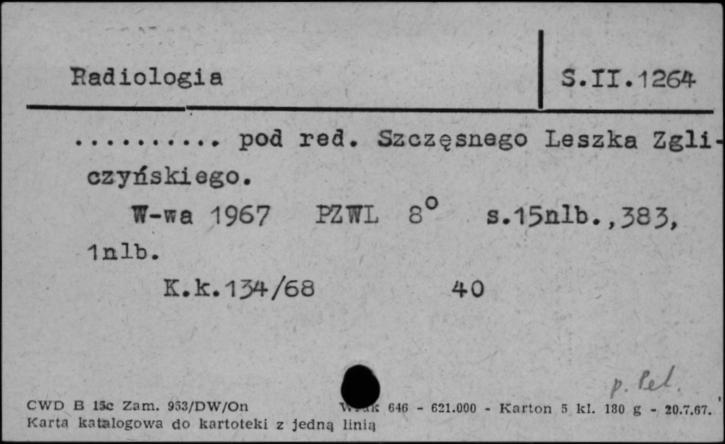 Radiologia S.II.1264
.......... pod red. Szczęsnego Leszka Zgli-
czyńskiego.
W-wa 1967 PZWL 8° s.15nlb.,383,
1nlb.
K.k.134/68 40
p. Pel.
CWD B 15c Zam. 953/DW/On 646 - 621.000 - Karton 5 kl. 180 g - 20.7.67.
Karta katalogowa do kartoteki z jedną linią